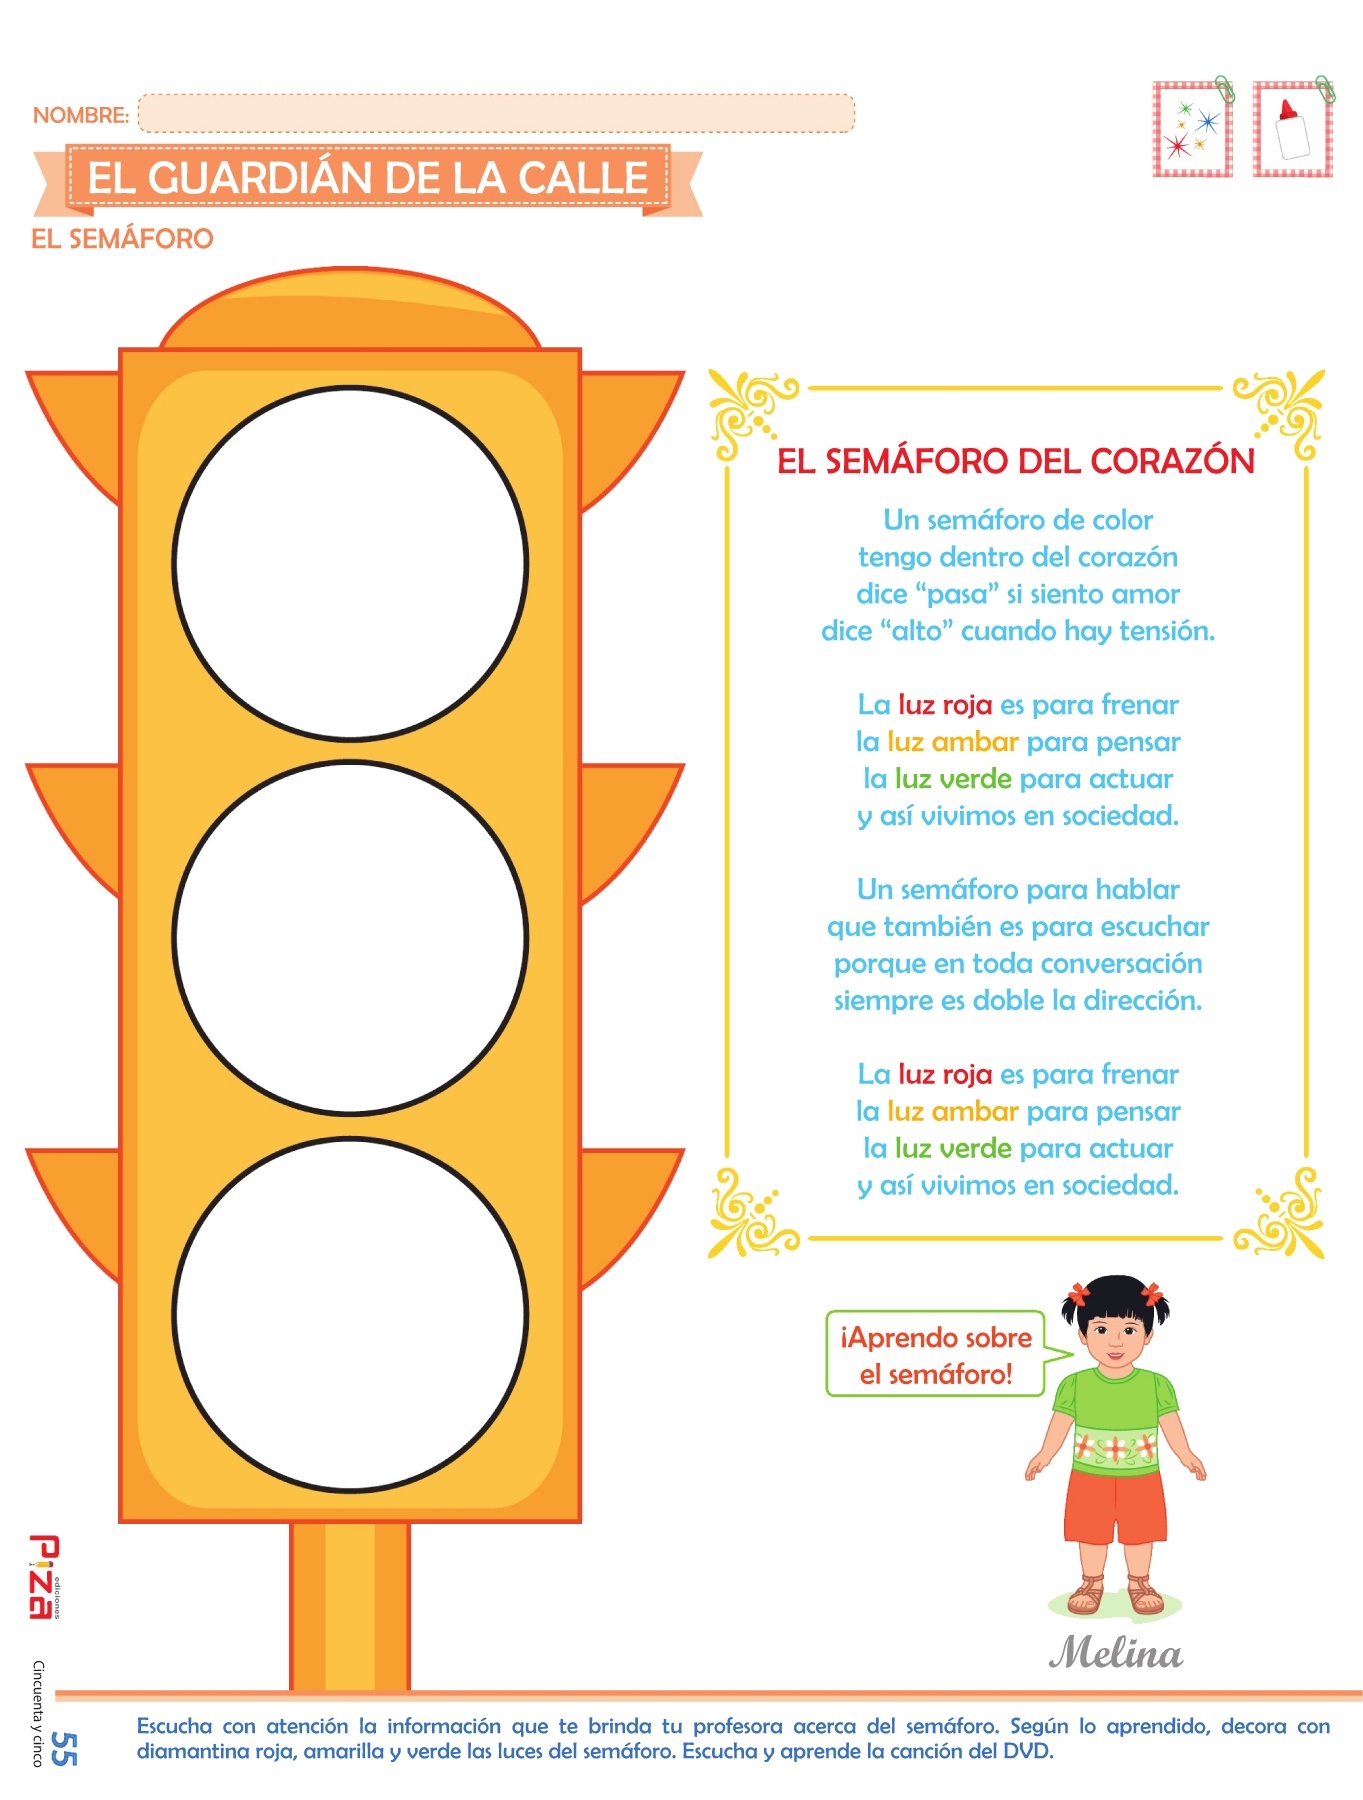 NOMBRE:
EL GUARDIÁN DE LA CALLE
EL SEMÁFORO
EL SEMÁFORO DEL CORAZÓN
Un semáforo de color
tengo dentro del corazón
dice “pasa” si siento amor
dice “alto” cuando hay tensión.
La luz roja es para frenar
la luz ambar para pensar
la luz verde para actuar
y así vivimos en sociedad.
Un semáforo para hablar
que también es para escuchar
porque en toda conversación
siempre es doble la dirección.
La luz roja es para frenar
la luz ambar para pensar
la luz verde para actuar
y así vivimos en sociedad.
¡Aprendo sobre
el semáforo!
Melina
Piza
ediciones
Cincuenta y cinco
55
Escucha con atención la información que te brinda tu profesora acerca del semáforo. Según lo aprendido, decora con
diamantina roja, amarilla y verde las luces del semáforo. Escucha y aprende la canción del DVD.